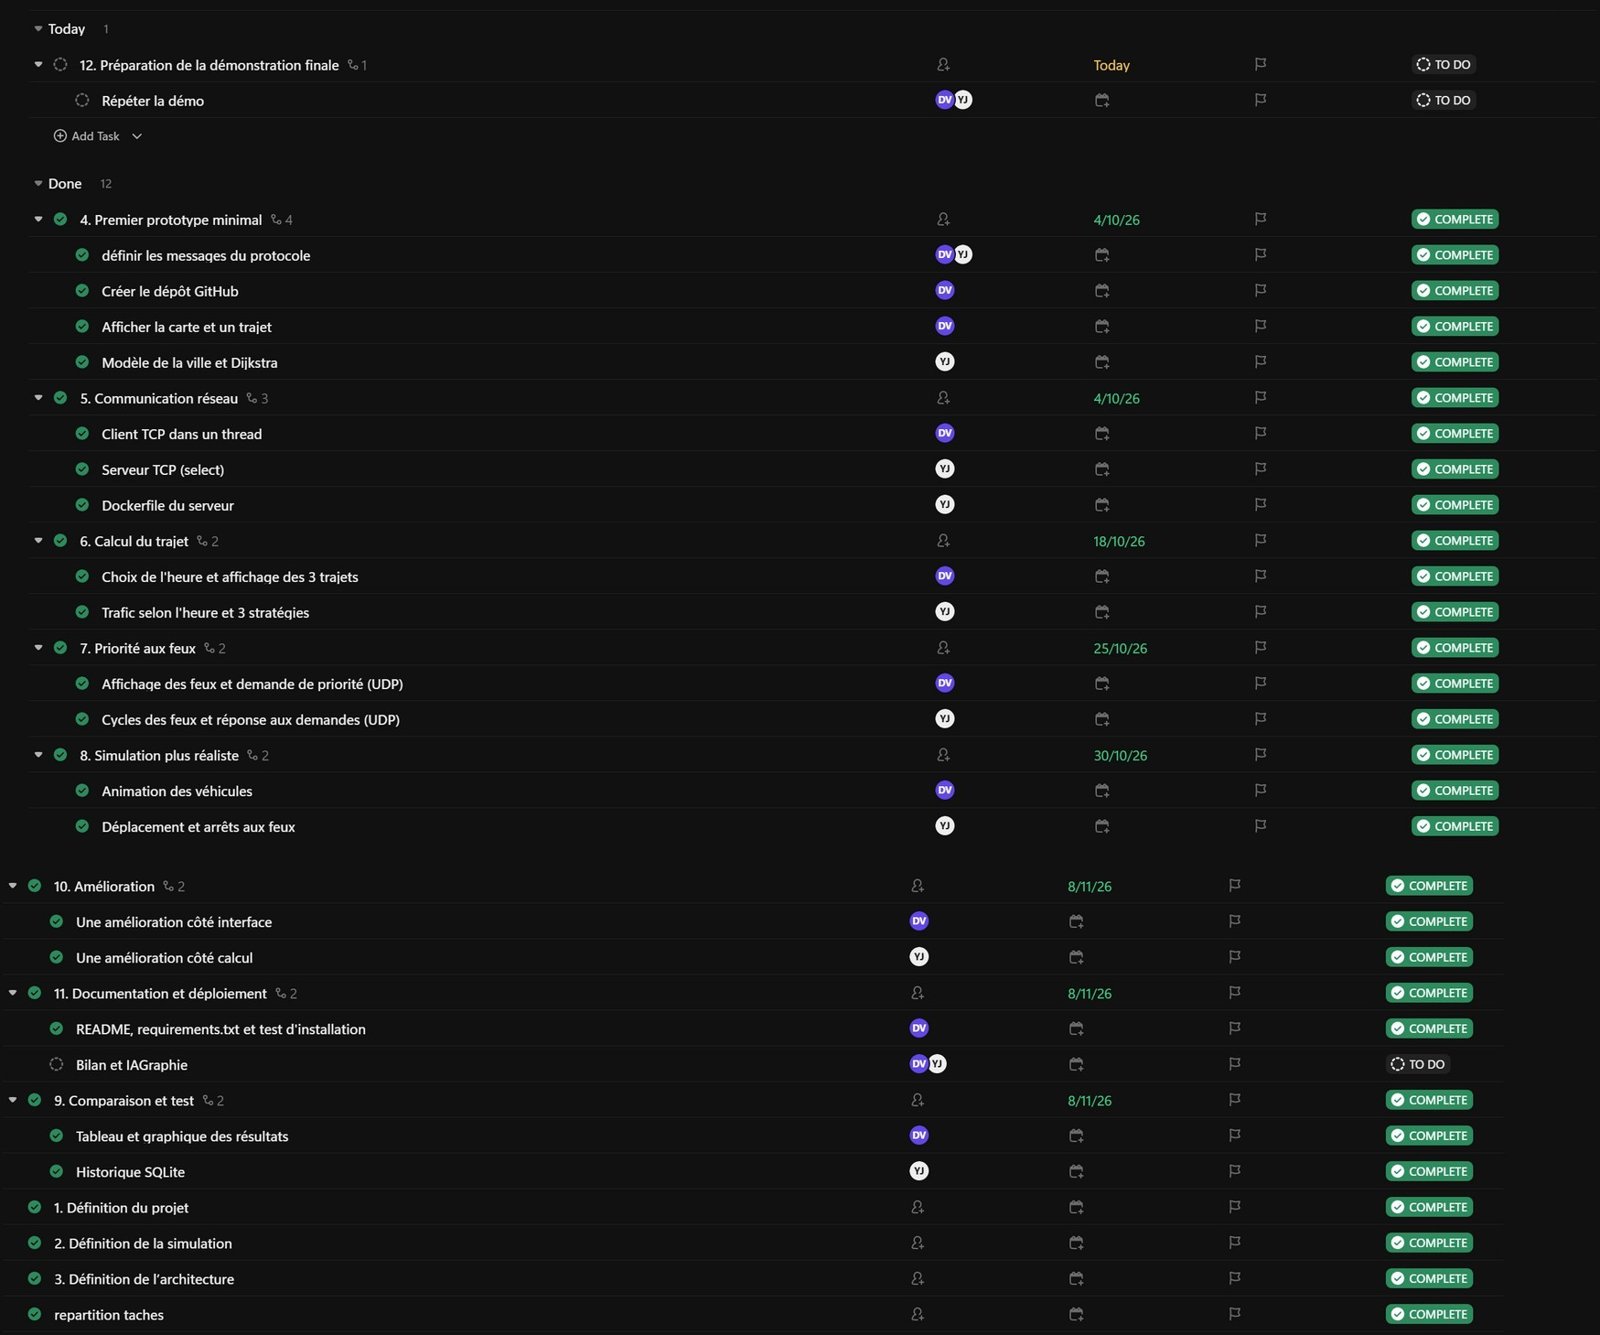 Today 1
12. Préparation de la démonstration finale 1 Today TO DO
Répéter la démo DV YJ TO DO
Add Task
Done 12
4. Premier prototype minimal 4 4/10/26 COMPLETE
définir les messages du protocole DV YJ COMPLETE
Créer le dépôt GitHub DV COMPLETE
Afficher la carte et un trajet DV COMPLETE
Modèle de la ville et Dijkstra YJ COMPLETE
5. Communication réseau 3 4/10/26 COMPLETE
Client TCP dans un thread DV COMPLETE
Serveur TCP (select) YJ COMPLETE
Dockerfile du serveur YJ COMPLETE
6. Calcul du trajet 2 18/10/26 COMPLETE
Choix de l'heure et affichage des 3 trajets DV COMPLETE
Trafic selon l'heure et 3 stratégies YJ COMPLETE
7. Priorité aux feux 2 25/10/26 COMPLETE
Affichage des feux et demande de priorité (UDP) DV COMPLETE
Cycles des feux et réponse aux demandes (UDP) YJ COMPLETE
8. Simulation plus réaliste 2 30/10/26 COMPLETE
Animation des véhicules DV COMPLETE
Déplacement et arrêts aux feux YJ COMPLETE
10. Amélioration 2 8/11/26 COMPLETE
Une amélioration côté interface DV COMPLETE
Une amélioration côté calcul YJ COMPLETE
11. Documentation et déploiement 2 8/11/26 COMPLETE
README, requirements.txt et test d'installation DV COMPLETE
Bilan et IAGraphie DV YJ TO DO
9. Comparaison et test 2 8/11/26 COMPLETE
Tableau et graphique des résultats DV COMPLETE
Historique SQLite YJ COMPLETE
1. Définition du projet COMPLETE
2. Définition de la simulation COMPLETE
3. Définition de l’architecture COMPLETE
repartition taches COMPLETE